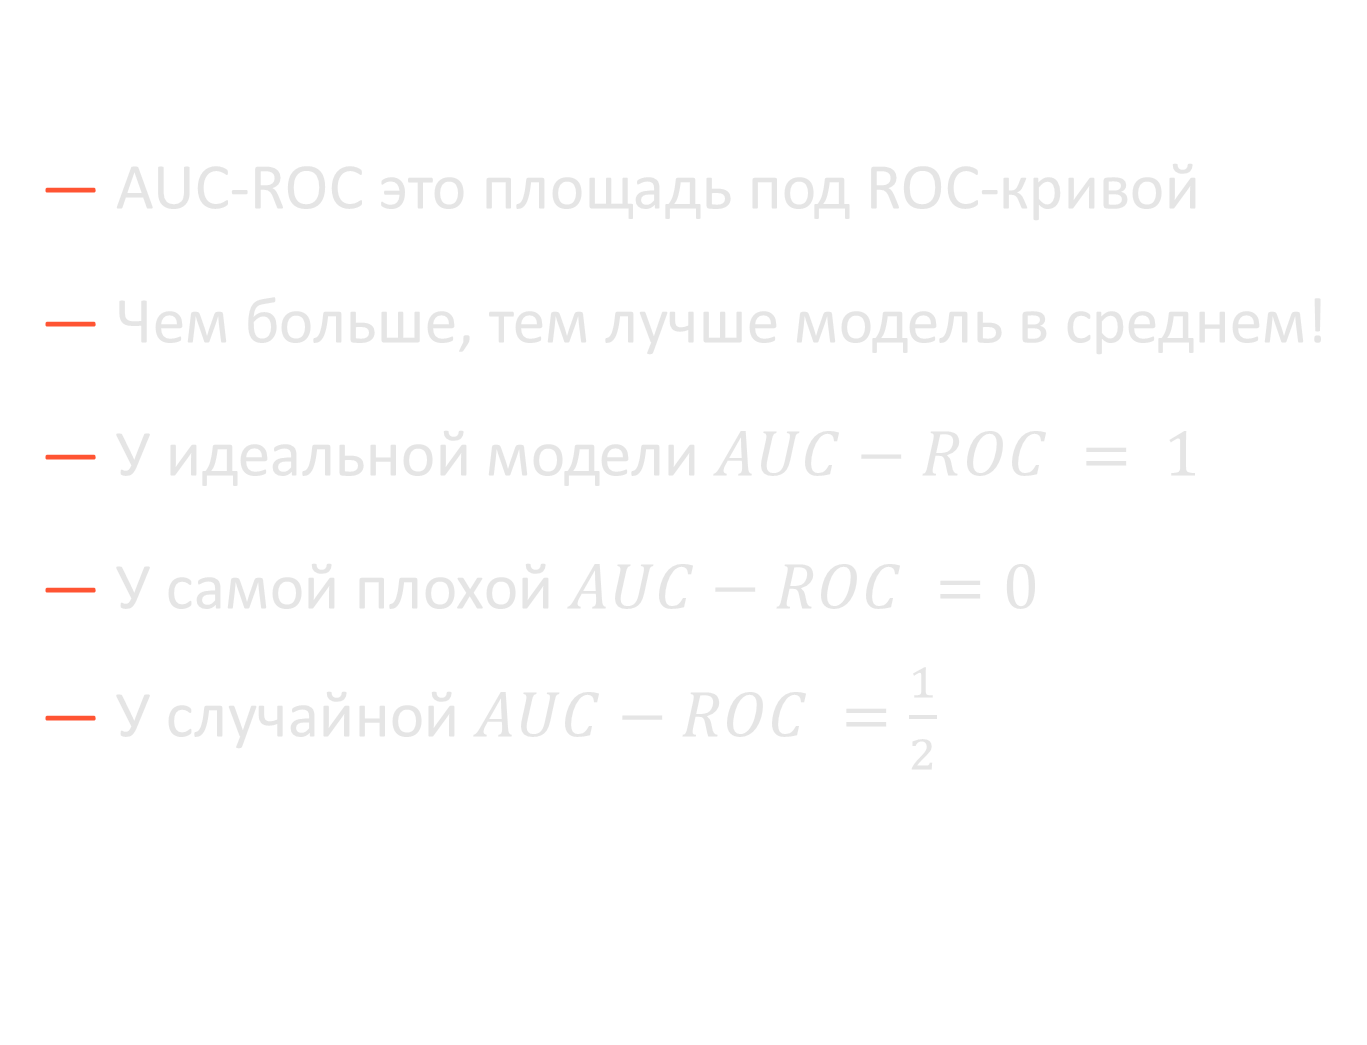 — AUC-ROC это площадь под ROC-кривой
— Чем больше, тем лучше модель в среднем!
— У идеальной модели AUC − ROC = 1
— У самой плохой AUC − ROC = 0
— У случайной AUC − ROC = 1/2